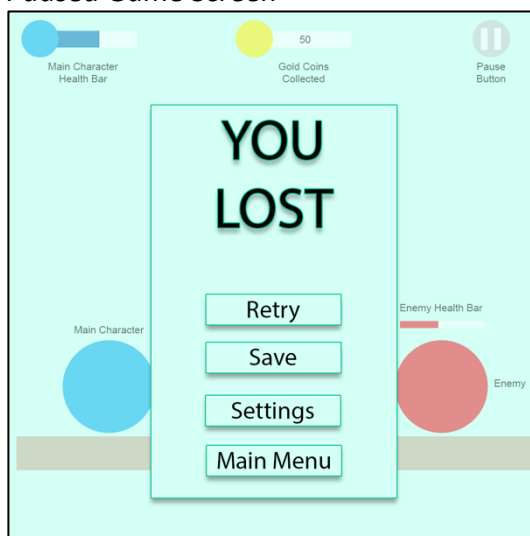 Paused Game Screen
50
Main Character
Health Bar
Gold Coins
Collected
Pause
Button
YOU
LOST
Retry
Save
Settings
Main Menu
Main Character
Enemy Health Bar
Enemy